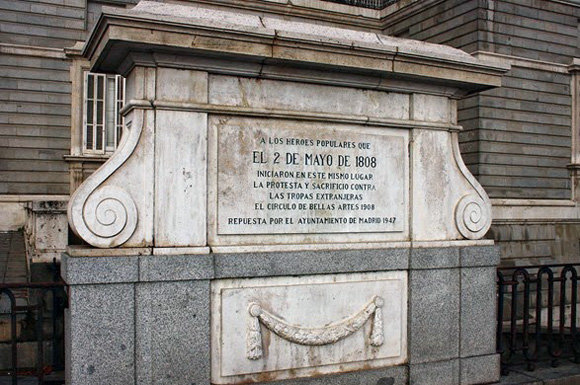 A LOS HEROES POPULARES QUE
EL 2 DE MAYO DE 1808
INICIARON EN ESTE MISMO LUGAR
LA PROTESTA Y SACRIFICIO CONTRA
LAS TROPAS EXTRANJERAS
EL CIRCULO DE BELLAS ARTES 1908
REPUESTA POR EL AYUNTAMIENTO DE MADRID 1947